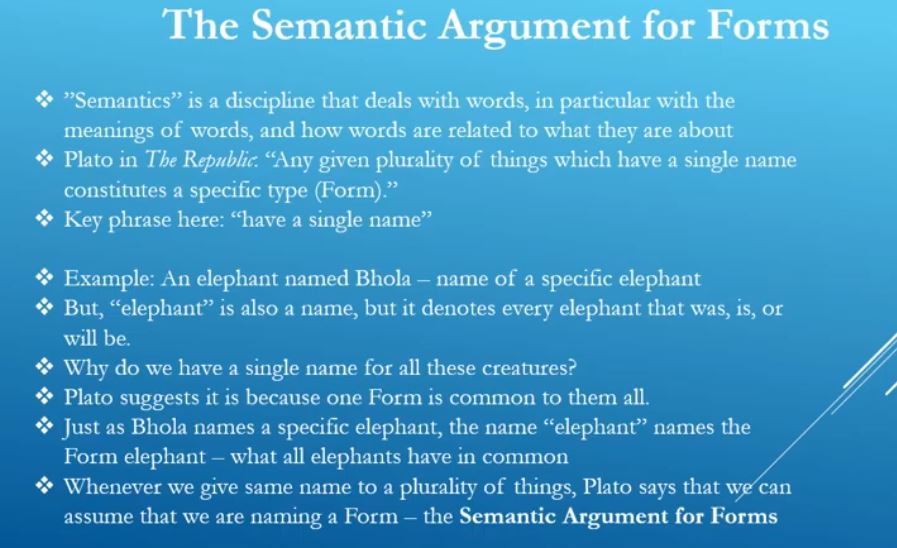 The Semantic Argument for Forms
❖ ”Semantics” is a discipline that deals with words, in particular with the
meanings of words, and how words are related to what they are about
❖ Plato in The Republic: “Any given plurality of things which have a single name
constitutes a specific type (Form).”
❖ Key phrase here: “have a single name”
❖ Example: An elephant named Bhola – name of a specific elephant
❖ But, “elephant” is also a name, but it denotes every elephant that was, is, or
will be.
❖ Why do we have a single name for all these creatures?
❖ Plato suggests it is because one Form is common to them all.
❖ Just as Bhola names a specific elephant, the name “elephant” names the
Form elephant – what all elephants have in common
❖ Whenever we give same name to a plurality of things, Plato says that we can
assume that we are naming a Form – the Semantic Argument for Forms